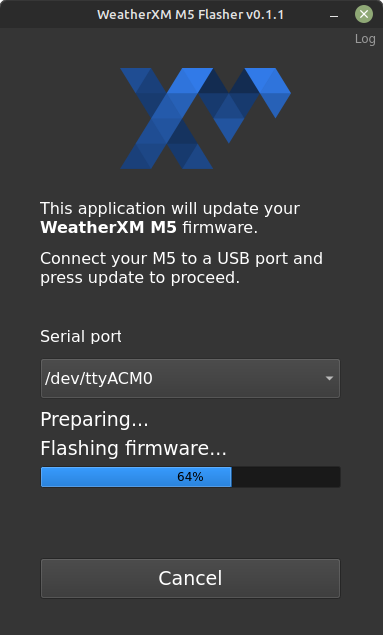 WeatherXM M5 Flasher v0.1.1
Log
This application will update your
WeatherXM M5 firmware.
Connect your M5 to a USB port and
press update to proceed.
Serial port
/dev/ttyACM0
Preparing...
Flashing firmware...
64%
Cancel